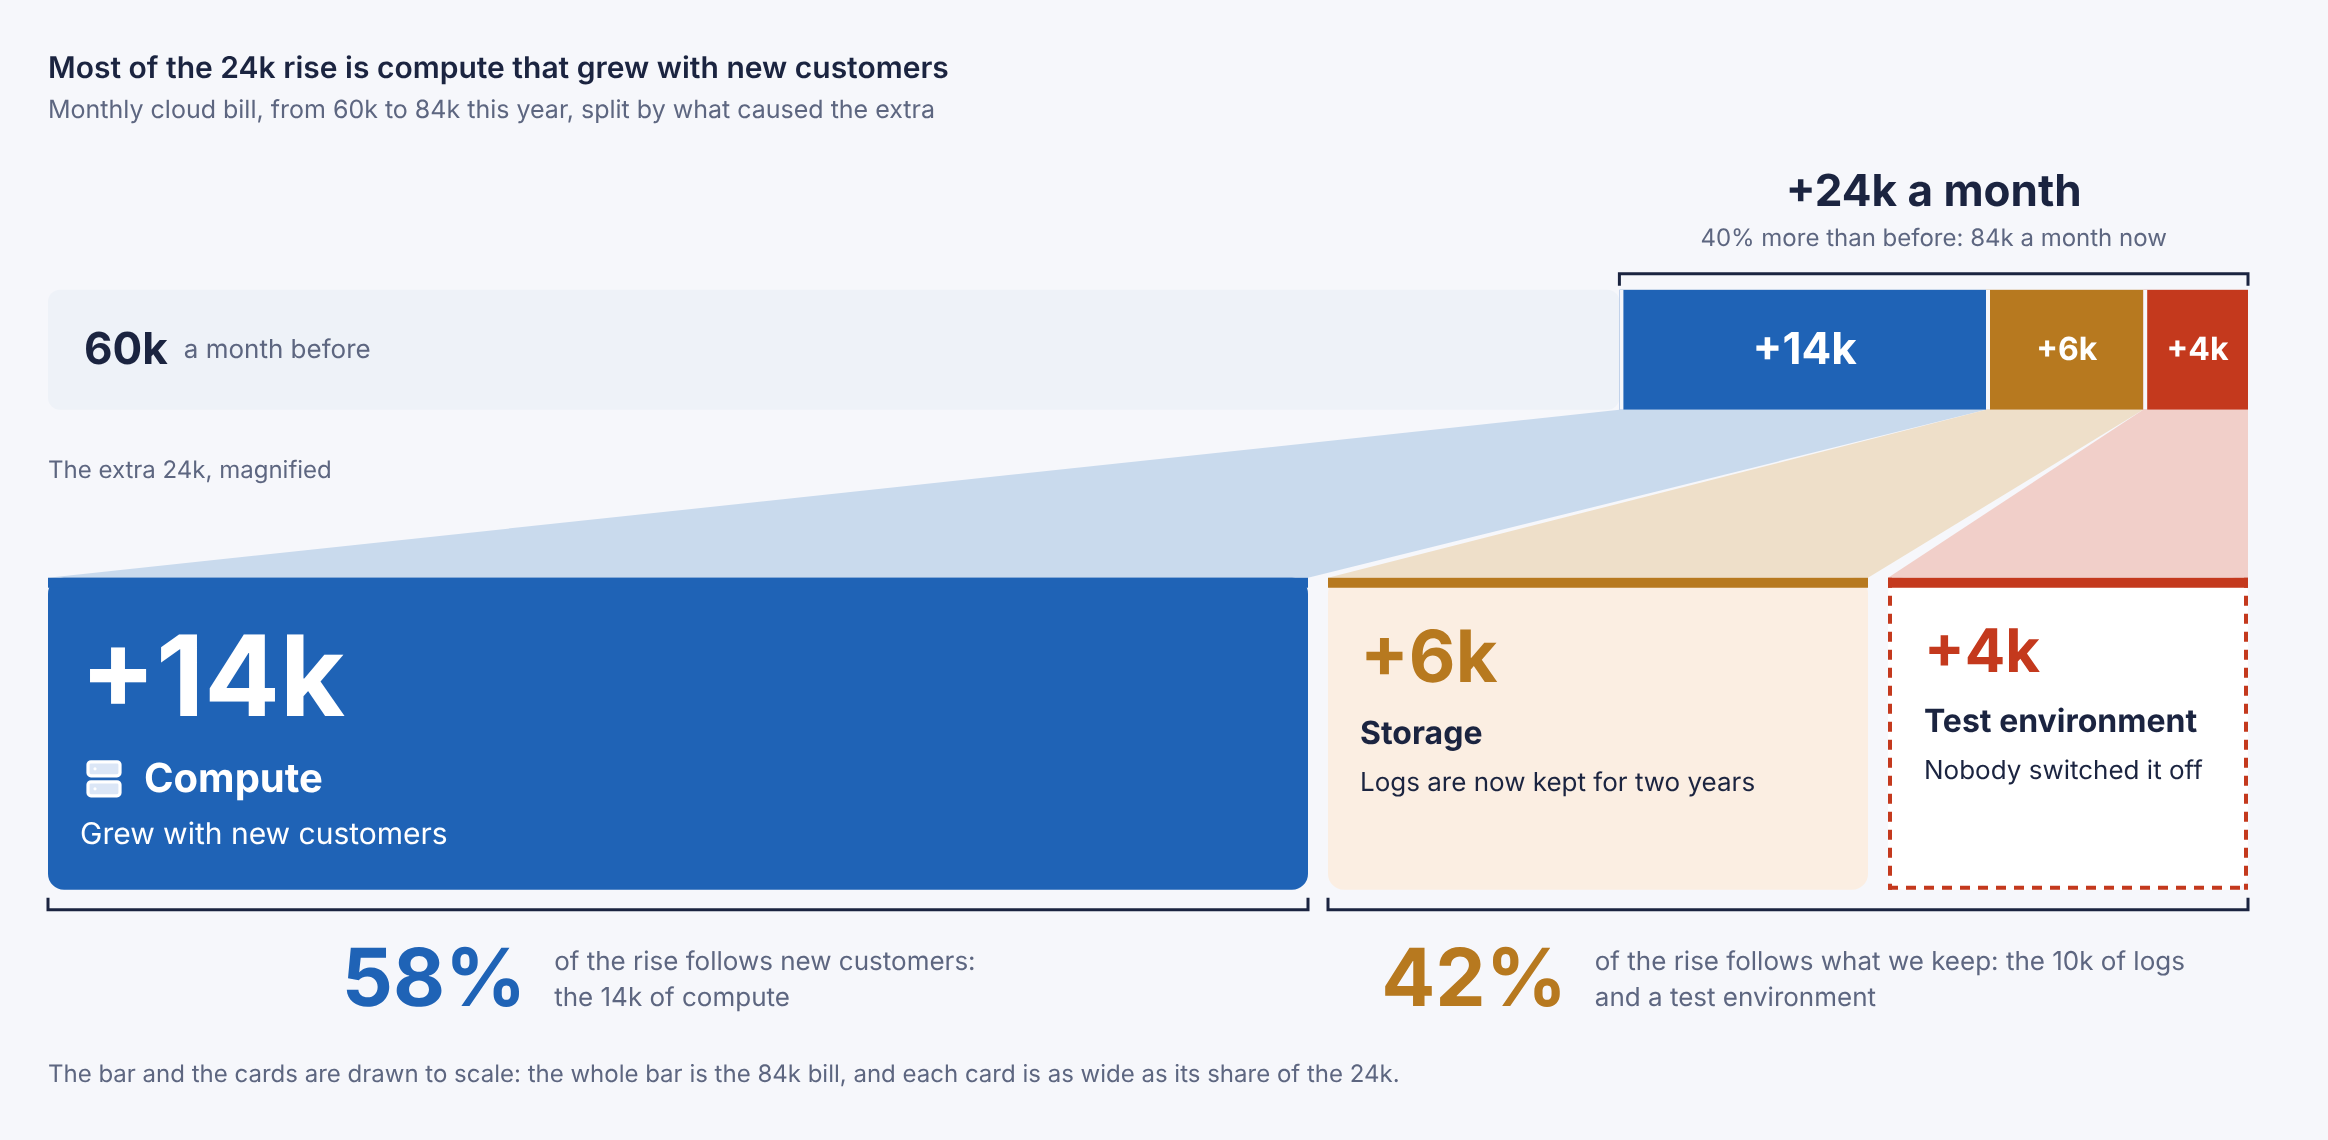 Most of the 24k rise is compute that grew with new customers
Monthly cloud bill, from 60k to 84k this year, split by what caused the extra
+24k a month
40% more than before: 84k a month now
60k a month before
+14k
+6k
+4k
The extra 24k, magnified
+14k
Compute
Grew with new customers
+6k
Storage
Logs are now kept for two years
+4k
Test environment
Nobody switched it off
58%
of the rise follows new customers:
the 14k of compute
42%
of the rise follows what we keep: the 10k of logs
and a test environment
The bar and the cards are drawn to scale: the whole bar is the 84k bill, and each card is as wide as its share of the 24k.